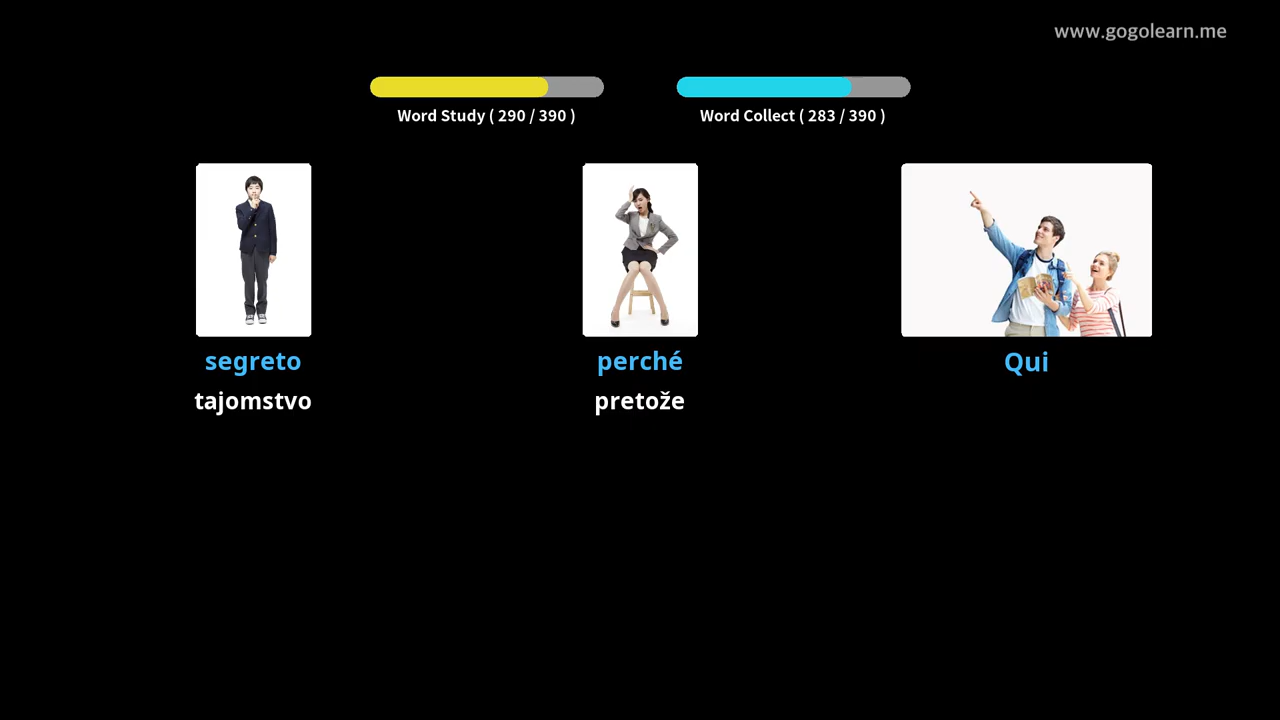 www.gogolearn.me
Word Study ( 290 / 390 )
Word Collect ( 283 / 390 )
segreto
tajomstvo
perché
pretože
Qui